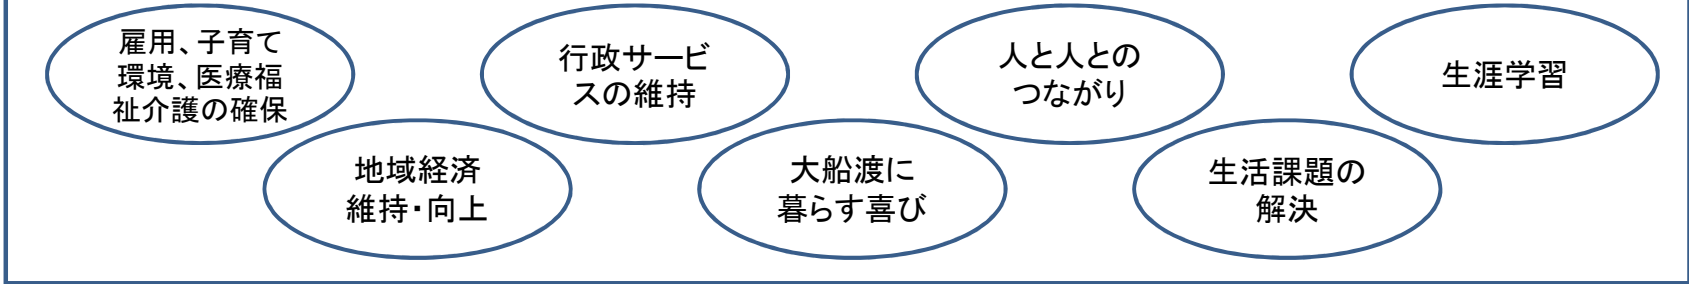 雇用、子育て
環境、医療福
祉介護の確保
行政サービ
スの維持
人と人との
つながり
生涯学習
地域経済
維持・向上
大船渡に
暮らす喜び
生活課題の
解決